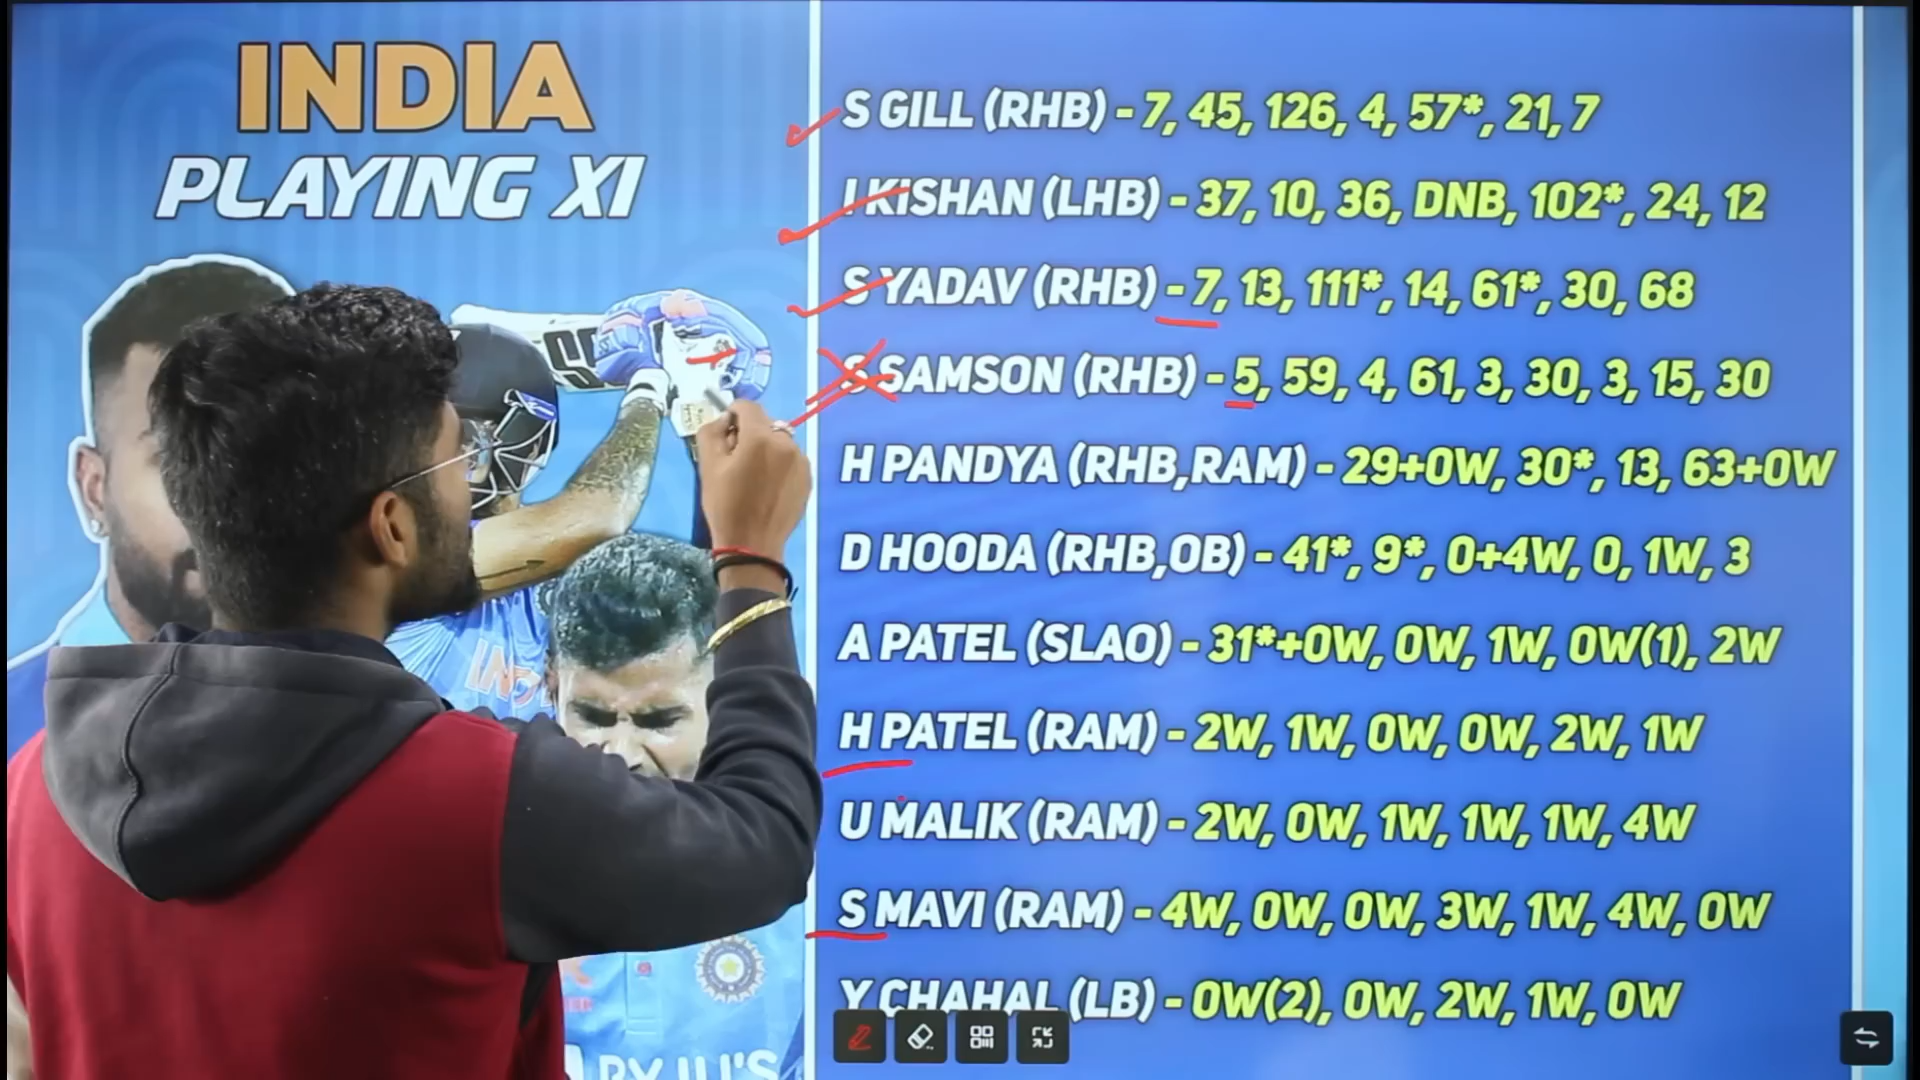 INDIA
PLAYING XI
S GILL (RHB) - 7, 45, 126, 4, 57*, 21, 7
I KISHAN (LHB) - 37, 10, 36, DNB, 102*, 24, 12
S YADAV (RHB) - 7, 13, 111*, 14, 61*, 30, 68
S SAMSON (RHB) - 5, 59, 4, 61, 3, 30, 3, 15, 30
H PANDYA (RHB,RAM) - 29+0W, 30*, 13, 63+0W
D HOODA (RHB,OB) - 41*, 9*, 0+4W, 0, 1W, 3
A PATEL (SLAO) - 31*+0W, 0W, 1W, 0W(1), 2W
H PATEL (RAM) - 2W, 1W, 0W, 0W, 2W, 1W
U MALIK (RAM) - 2W, 0W, 1W, 1W, 1W, 4W
S MAVI (RAM) - 4W, 0W, 0W, 3W, 1W, 4W, 0W
Y CHAHAL (LB) - 0W(2), 0W, 2W, 1W, 0W
BYJU'S